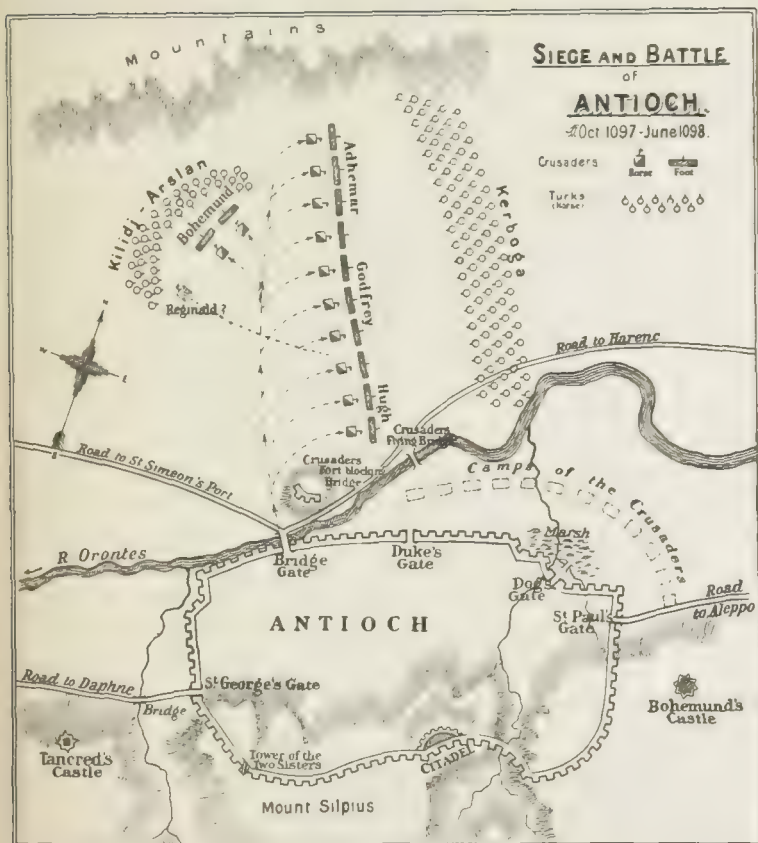 Mountains
SIEGE AND BATTLE
OF
ANTIOCH.
Oct 1097-June 1098.
Crusaders
Horse
Foot
Turks
(Horse)
Kilidj-Arslan
Bohemund
Adhemar
Kerboga
Godfrey
Reginald?
Hugh
N
W
E
S
Road to Harenc
Crusaders
Flying Bridge
Road to St Simeon's Port
Crusaders
Fort blocking
Bridge
Camps of the Crusaders
R Orontes
Bridge
Gate
Duke's
Gate
Marsh
Dog's
Gate
St Paul's
Gate
Road
to Aleppo
ANTIOCH
Road to Daphne
St George's Gate
Bridge
Bohemund's
Castle
Tancred's
Castle
Tower of the
Two Sisters
CITADEL
Mount Silpius